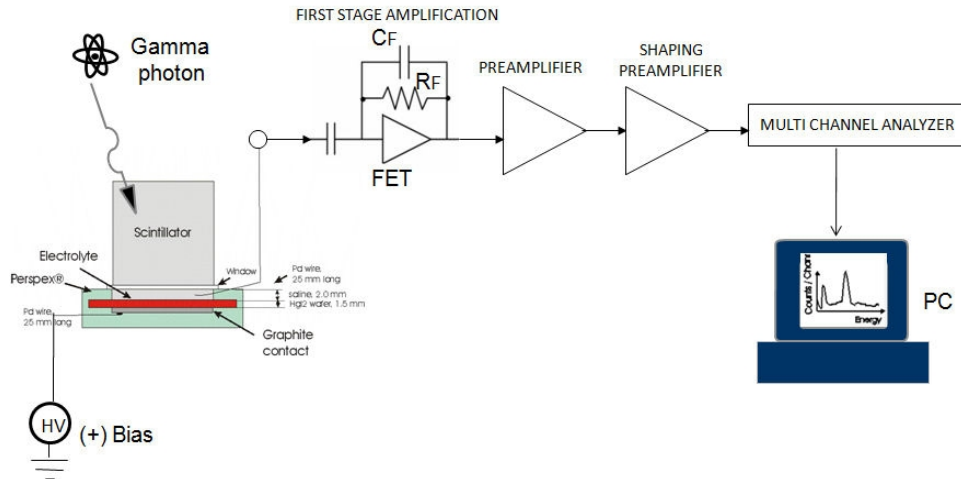 FIRST STAGE AMPLIFICATION
Gamma
photon
CF
RF
FET
PREAMPLIFIER
SHAPING
PREAMPLIFIER
MULTI CHANNEL ANALYZER
Scintillator
Electrolyte
Perspex®
Window
Pd wire,
25 mm long
saline, 2.0 mm
HgI2 wafer, 1.5 mm
Pd wire
25 mm long
Graphite
contact
HV
(+) Bias
Counts / Chann
Energy
PC